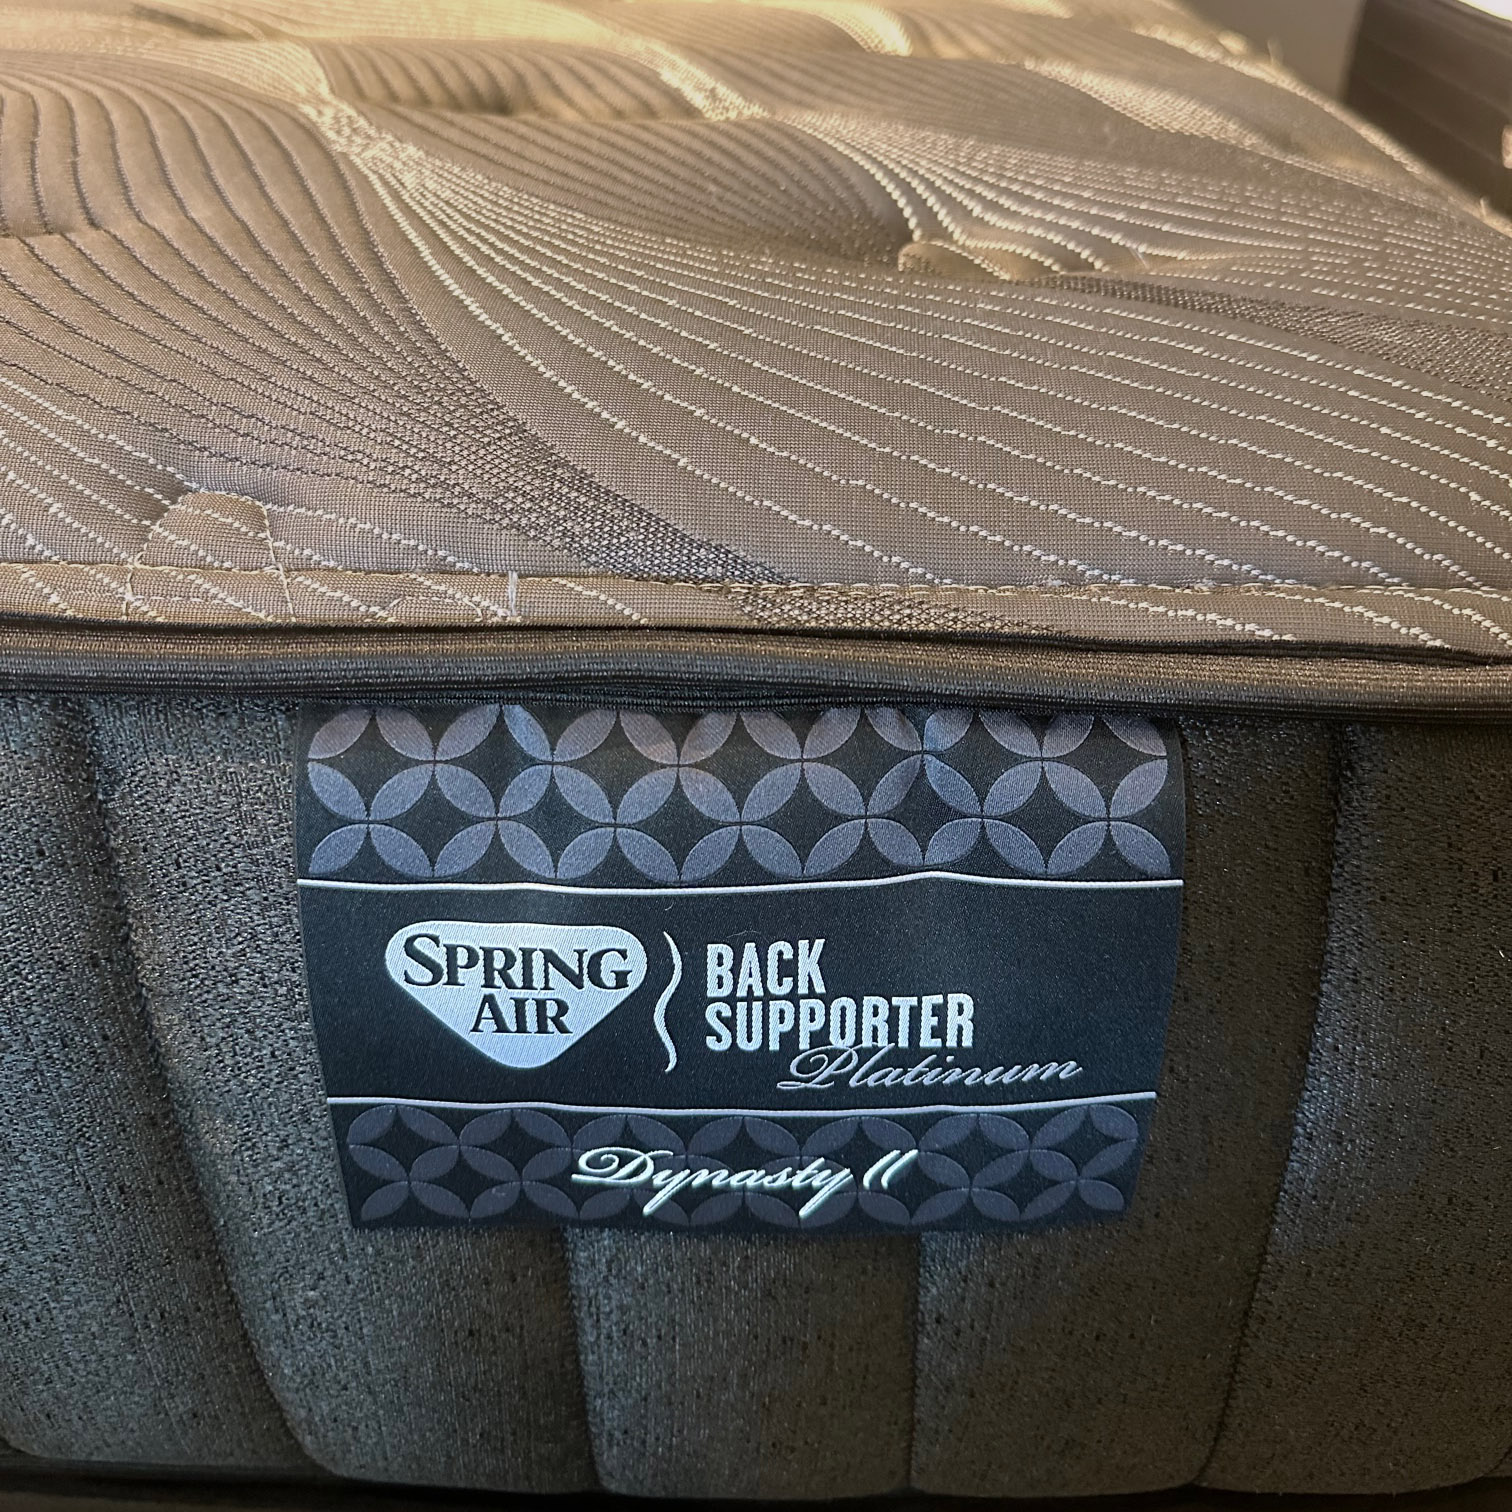 SPRING
AIR
BACK
SUPPORTER
Platinum
Dynasty II